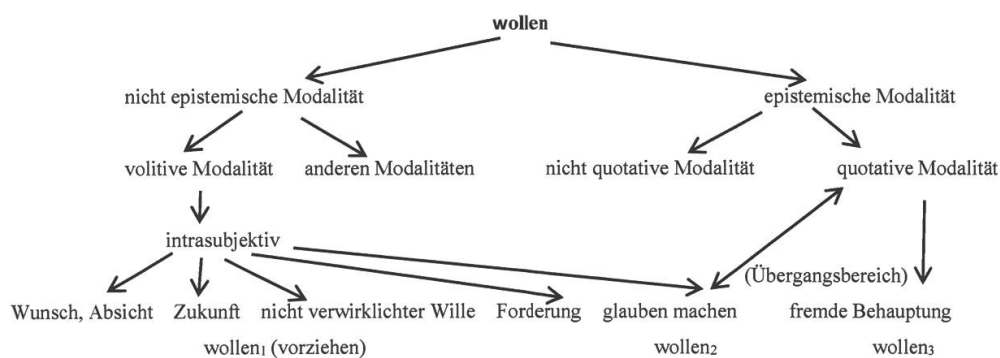 wollen
nicht epistemische Modalität epistemische Modalität
volitive Modalität anderen Modalitäten nicht quotative Modalität quotative Modalität
intrasubjektiv
(Übergangsbereich)
Wunsch, Absicht Zukunft nicht verwirklichter Wille Forderung glauben machen fremde Behauptung
wollen₁ (vorziehen) wollen₂ wollen₃